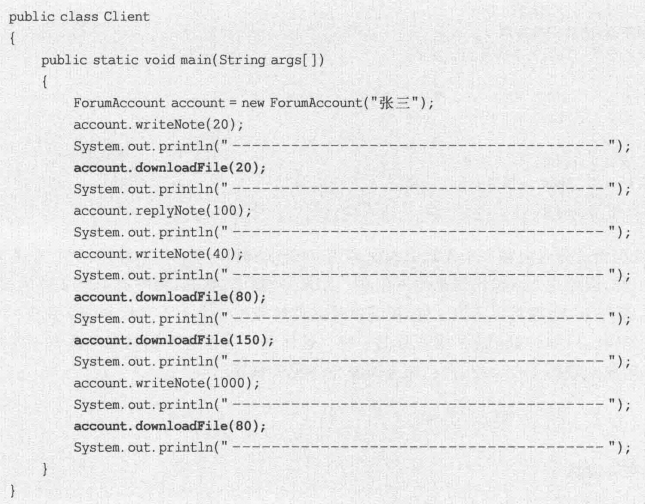 public class Client
{
public static void main(String args[])
{
ForumAccount account = new ForumAccount("张三");
account.writeNote(20);
System.out.println("--------------------------------------");
account.downloadFile(20);
System.out.println("--------------------------------------");
account.replyNote(100);
System.out.println("--------------------------------------");
account.writeNote(40);
System.out.println("--------------------------------------");
account.downloadFile(80);
System.out.println("--------------------------------------");
account.downloadFile(150);
System.out.println("--------------------------------------");
account.writeNote(1000);
System.out.println("--------------------------------------");
account.downloadFile(80);
System.out.println("--------------------------------------");
}
}